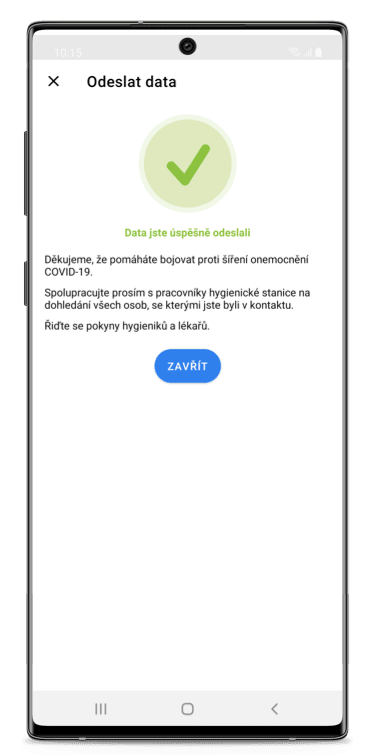 10:15
Odeslat data
Data jste úspěšně odeslali
Děkujeme, že pomáháte bojovat proti šíření onemocnění
COVID-19.
Spolupracujte prosím s pracovníky hygienické stanice na
dohledání všech osob, se kterými jste byli v kontaktu.
Řiďte se pokyny hygieniků a lékařů.
ZAVŘÍT